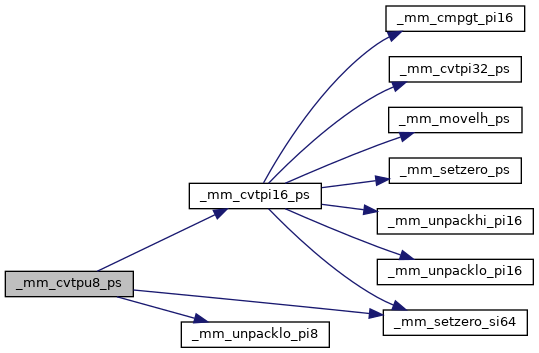 _mm_cmpgt_pi16
_mm_cvtpi32_ps
_mm_movelh_ps
_mm_setzero_ps
_mm_cvtpi16_ps
_mm_unpackhi_pi16
_mm_unpacklo_pi16
_mm_cvtpu8_ps
_mm_setzero_si64
_mm_unpacklo_pi8